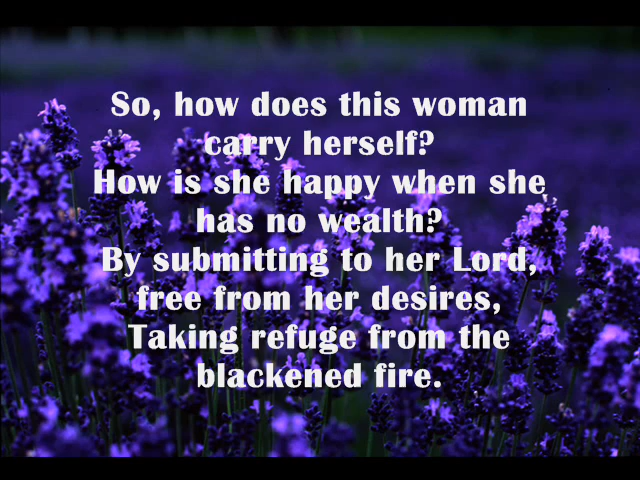 So, how does this woman
carry herself?
How is she happy when she
has no wealth?
By submitting to her Lord,
free from her desires,
Taking refuge from the
blackened fire.